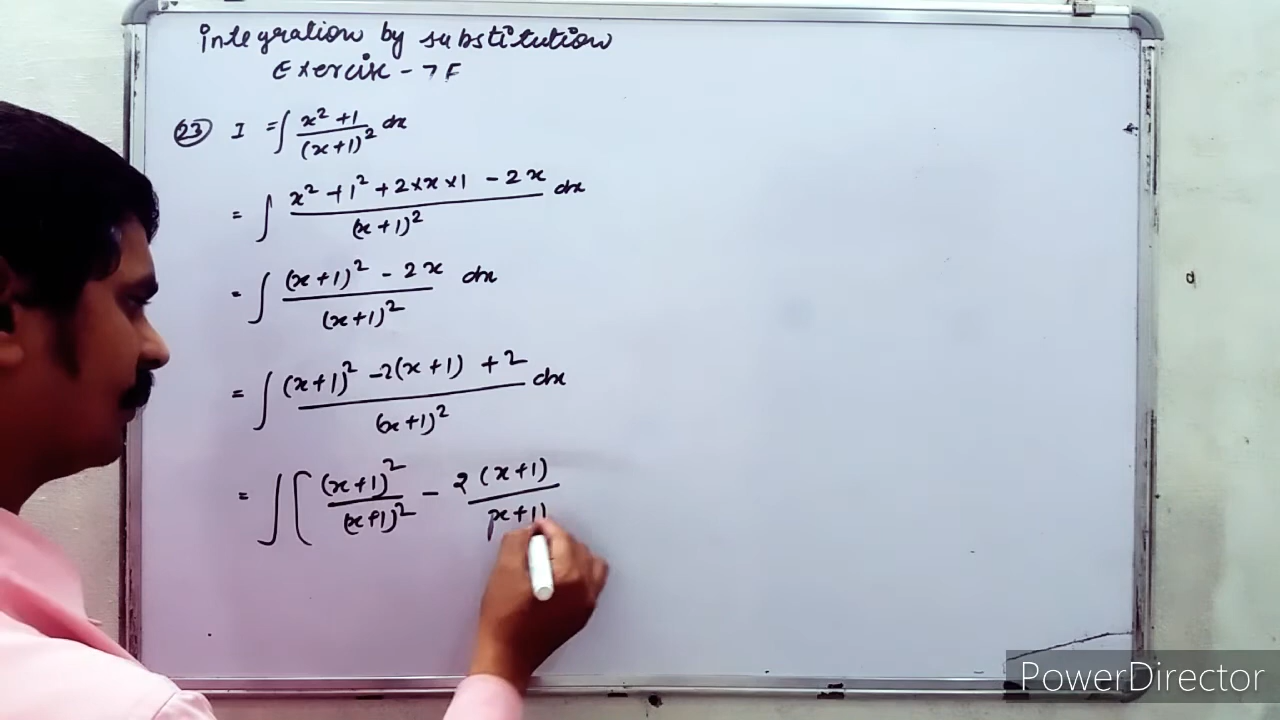 Integration by substitution
Exercise - 7F
(23) I = ∫ x² + 1 / (x+1)² dx
= ∫ x² + 1² + 2×x×1 - 2x / (x+1)² dx
= ∫ (x+1)² - 2x / (x+1)² dx
= ∫ (x+1)² - 2(x+1) + 2 / (x+1)² dx
= ∫ [ (x+1)² / (x+1)² - 2(x+1) / (x+1)
PowerDirector